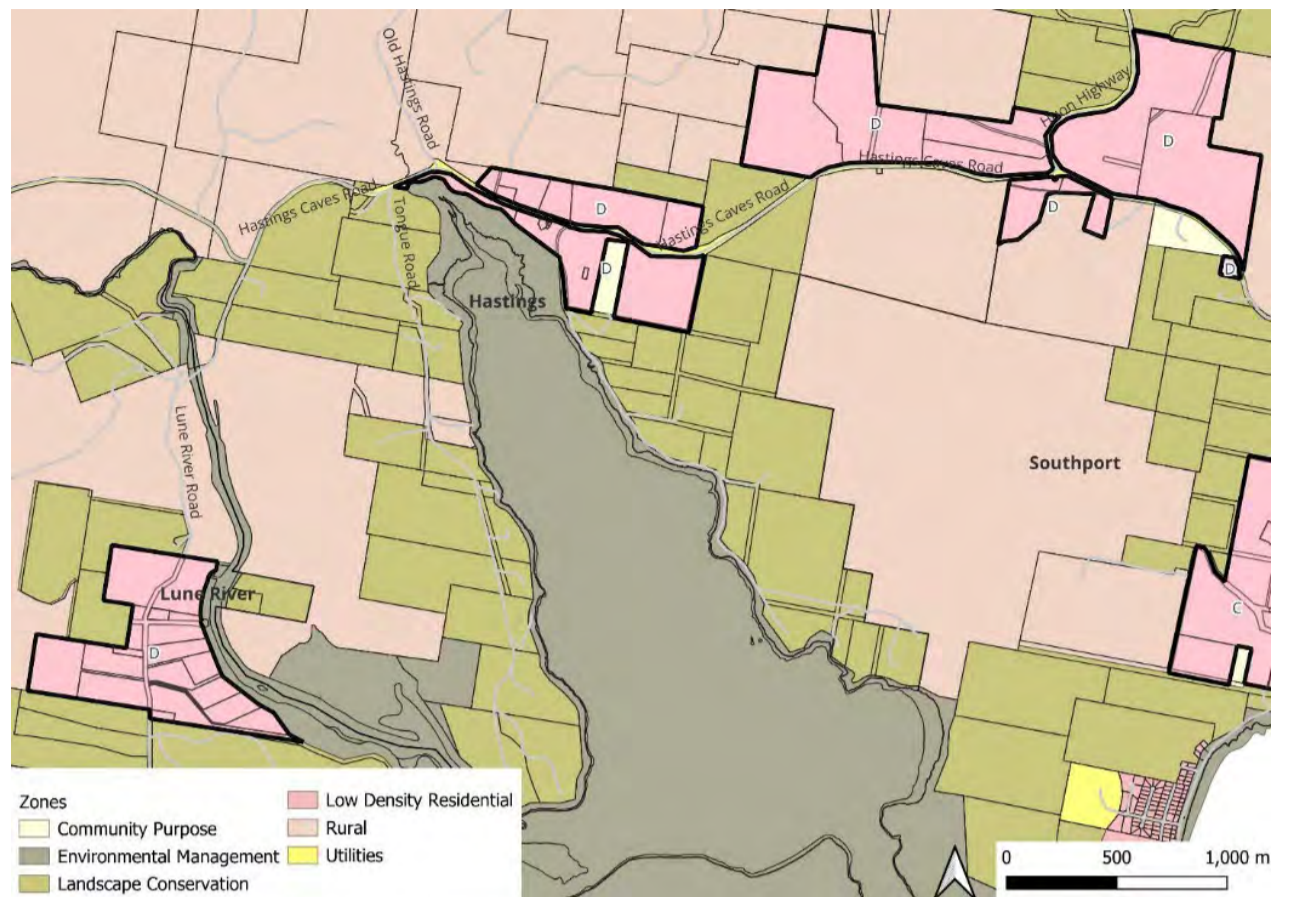 Old Hastings Road
Huon Highway
D
D
Hastings Caves Road
Hastings Caves Road
Tongue Road
D
D
Hastings Caves Road
D
D
Hastings
Lune River Road
Southport
Lune River
C
D
Zones
Community Purpose
Environmental Management
Landscape Conservation
Low Density Residential
Rural
Utilities
0 500 1,000 m